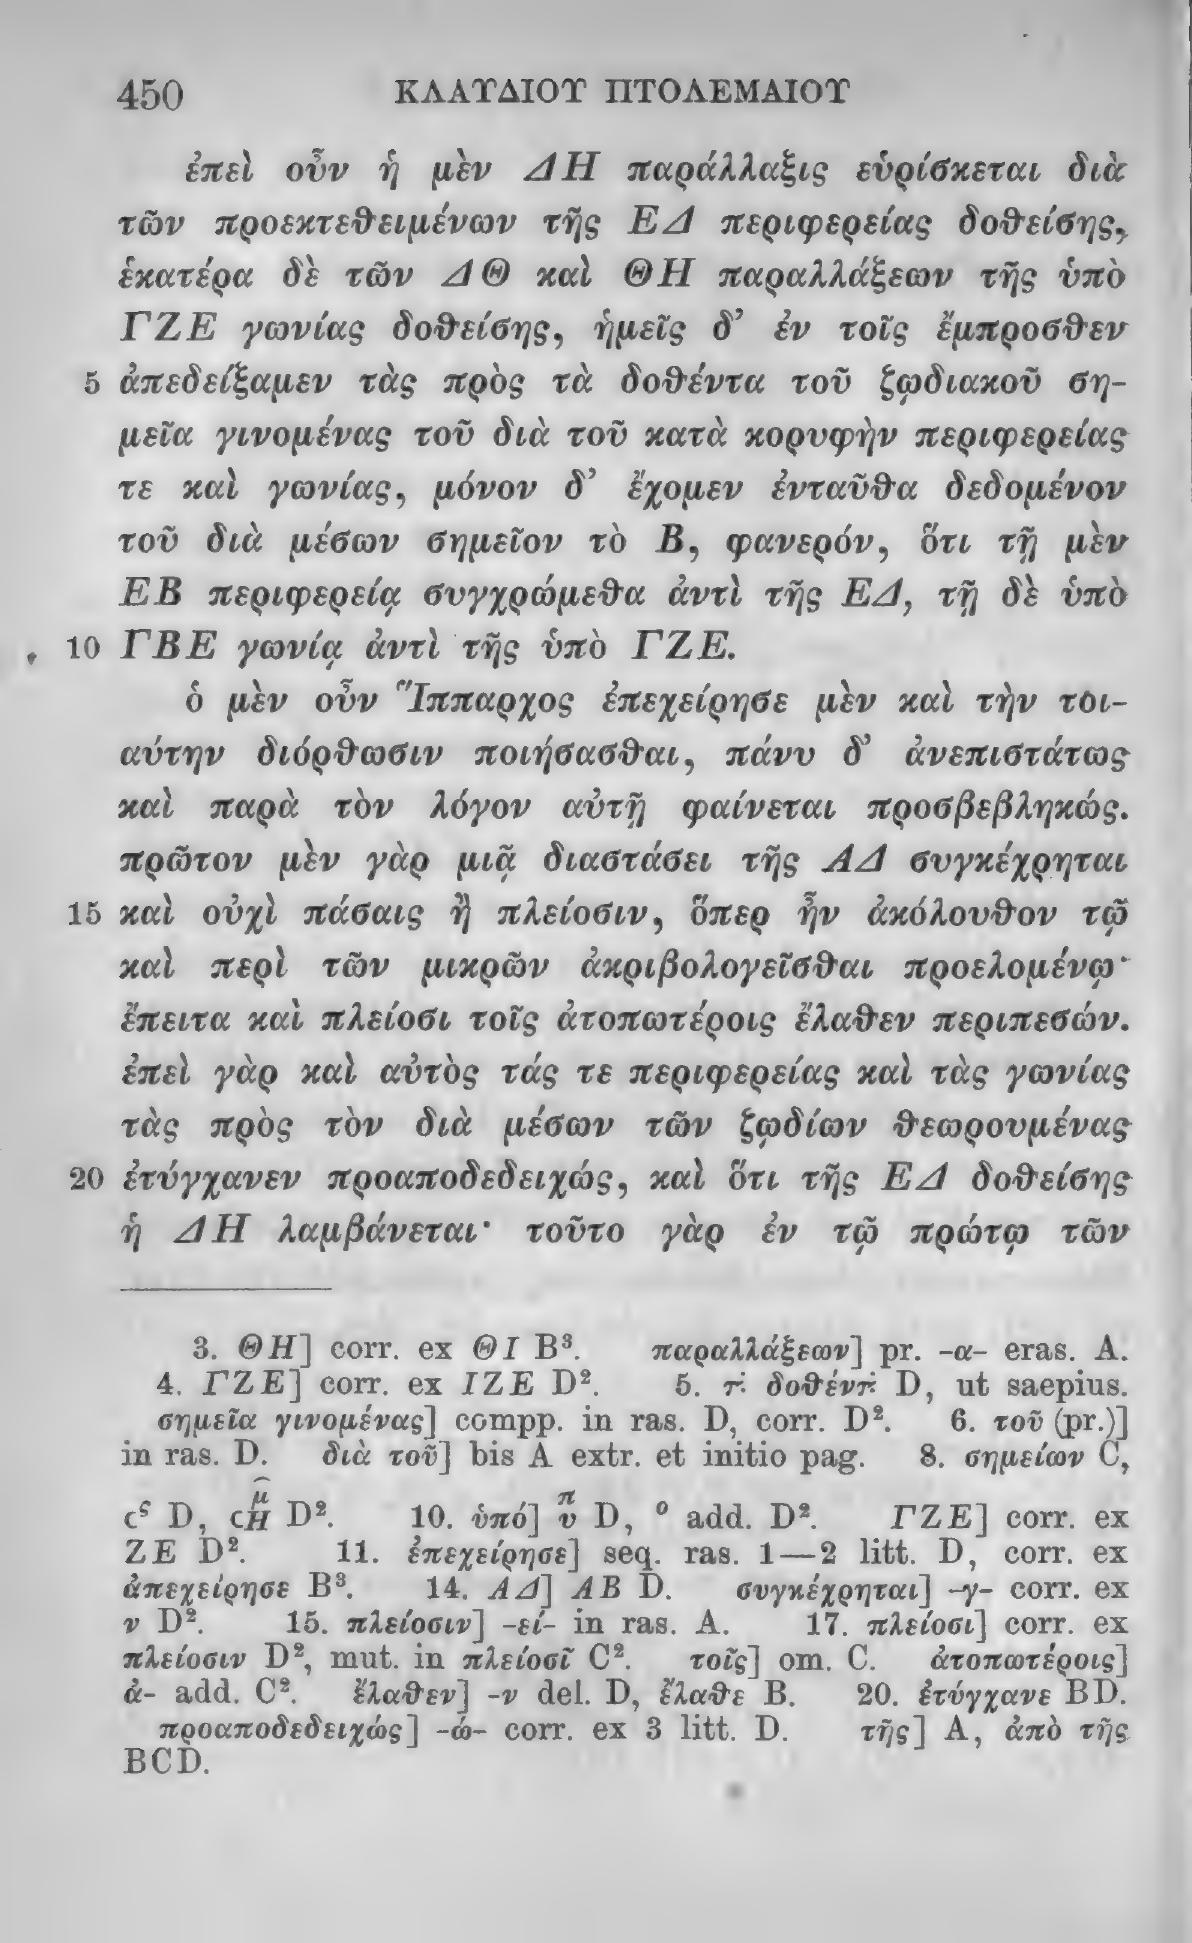 450 ΚΛΑΥΔΙΟΥ ΠΤΟΛΕΜΑΙΟΥ
ἐπεὶ οὖν ἡ μὲν ΔΗ παράλλαξις εὑρίσκεται διὰ
τῶν προεκτεθειμένων τῆς ΕΔ περιφερείας δοθείσης,
ἑκατέρα δὲ τῶν ΔΘ καὶ ΘΗ παραλλάξεων τῆς ὑπὸ
ΓΖΕ γωνίας δοθείσης, ἡμεῖς δ’ ἐν τοῖς ἔμπροσθεν
5 ἀπεδείξαμεν τὰς πρὸς τὰ δοθέντα τοῦ ζῳδιακοῦ ση-
μεῖα γινομένας τοῦ διὰ τοῦ κατὰ κορυφὴν περιφερείας
τε καὶ γωνίας, μόνον δ’ ἔχομεν ἐνταῦθα δεδομένον
τοῦ διὰ μέσων σημεῖον τὸ Β, φανερόν, ὅτι τῇ μὲν
ΕΒ περιφερείᾳ συγχρώμεθα ἀντὶ τῆς ΕΔ, τῇ δὲ ὑπὸ
10 ΓΒΕ γωνίᾳ ἀντὶ τῆς ὑπὸ ΓΖΕ.
ὁ μὲν οὖν Ἵππαρχος ἐπεχείρησε μὲν καὶ τὴν τοι-
αύτην διόρθωσιν ποιήσασθαι, πάνυ δ’ ἀνεπιστάτως
καὶ παρὰ τὸν λόγον αὐτῇ φαίνεται προσβεβληκώς.
πρῶτον μὲν γὰρ μιᾷ διαστάσει τῆς ΑΔ συγκέχρηται
15 καὶ οὐχὶ πάσαις ἢ πλείοσιν, ὅπερ ἦν ἀκόλουθον τῷ
καὶ περὶ τῶν μικρῶν ἀκριβολογεῖσθαι προελομένῳ·
ἔπειτα καὶ πλείοσι τοῖς ἀτοπωτέροις ἔλαθεν περιπεσών.
ἐπεὶ γὰρ καὶ αὐτὸς τάς τε περιφερείας καὶ τὰς γωνίας
τὰς πρὸς τὸν διὰ μέσων τῶν ζῳδίων θεωρουμένας
20 ἐτύγχανεν προαποδεδειχώς, καὶ ὅτι τῆς ΕΔ δοθείσης
ἡ ΔΗ λαμβάνεται· τοῦτο γὰρ ἐν τῷ πρώτῳ τῶν
3. ΘΗ] corr. ex ΘΙ B³. παραλλάξεων] pr. -α- eras. A.
4. ΓΖΕ] corr. ex ΙΖΕ D². 5. δοθέντ D, ut saepius.
σημεῖα γινομένας] compp. in ras. D, corr. D². 6. τοῦ (pr.)]
in ras. D. διὰ τοῦ] bis A extr. et initio pag. 8. σημείων C,
D, D². 10. ὑπό] D, ° add. D². ΓΖΕ] corr. ex
ΖΕ D². 11. ἐπεχείρησε] seq. ras. 1—2 litt. D, corr. ex
ἀπεχείρησε B³. 14. ΑΔ] ΑΒ D. συγκέχρηται] -γ- corr. ex
ν D². 15. πλείοσιν] -εί- in ras. A. 17. πλείοσι] corr. ex
πλείοσιν D², mut. in πλείοσῖ C². τοῖς] om. C. ἀτοπωτέροις]
ἀ- add. C². ἔλαθεν] -ν del. D, ἔλαθε B. 20. ἐτύγχανε BD.
προαποδεδειχώς] -ώ- corr. ex 3 litt. D. τῆς] A, ἀπὸ τῆς
BCD.